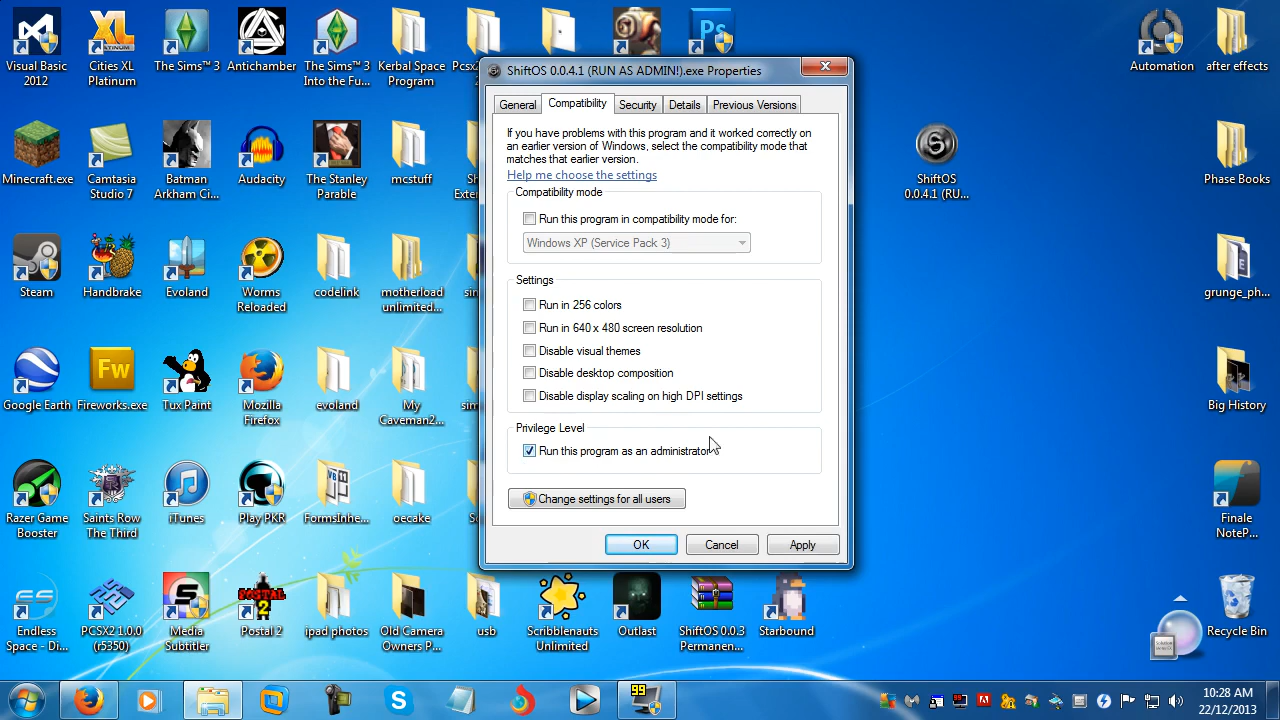 Visual Basic
2012
Cities XL
Platinum
The Sims™ 3
Antichamber
The Sims™ 3
Into the Fu...
Kerbal Space
Program
Pcsx2
after effects
Automation
XL
PLATINUM
Ps
ShiftOS 0.0.4.1 (RUN AS ADMIN!).exe Properties
General
Compatibility
Security
Details
Previous Versions
If you have problems with this program and it worked correctly on
an earlier version of Windows, select the compatibility mode that
matches that earlier version.
Help me choose the settings
Compatibility mode
Run this program in compatibility mode for:
Windows XP (Service Pack 3)
Settings
Run in 256 colors
Run in 640 x 480 screen resolution
Disable visual themes
Disable desktop composition
Disable display scaling on high DPI settings
Privilege Level
Run this program as an administrator
Change settings for all users
OK
Cancel
Apply
Minecraft.exe
Camtasia
Studio 7
Batman
Arkham Ci...
Audacity
The Stanley
Parable
mcstuff
ShiftOS
0.0.4.1 (RU...
Phase Books
Steam
Handbrake
Evoland
Worms
Reloaded
codelink
motherload
unlimited...
grunge_ph...
Fw
Google Earth
Fireworks.exe
Tux Paint
Mozilla
Firefox
evoland
My
Caveman2...
Big History
Razer Game
Booster
Saints Row
The Third
iTunes
Play PKR
FormsInhe...
oecake
Finale
NoteP...
Endless
Space - Di...
PCSX2 1.0.0
(r5350)
Media
Subtitler
POSTAL
2
Postal 2
ipad photos
Old Camera
Owners P...
usb
Scribblenauts
Unlimited
Outlast
ShiftOS 0.0.3
Permanen...
Starbound
Recycle Bin
99
10:28 AM
22/12/2013